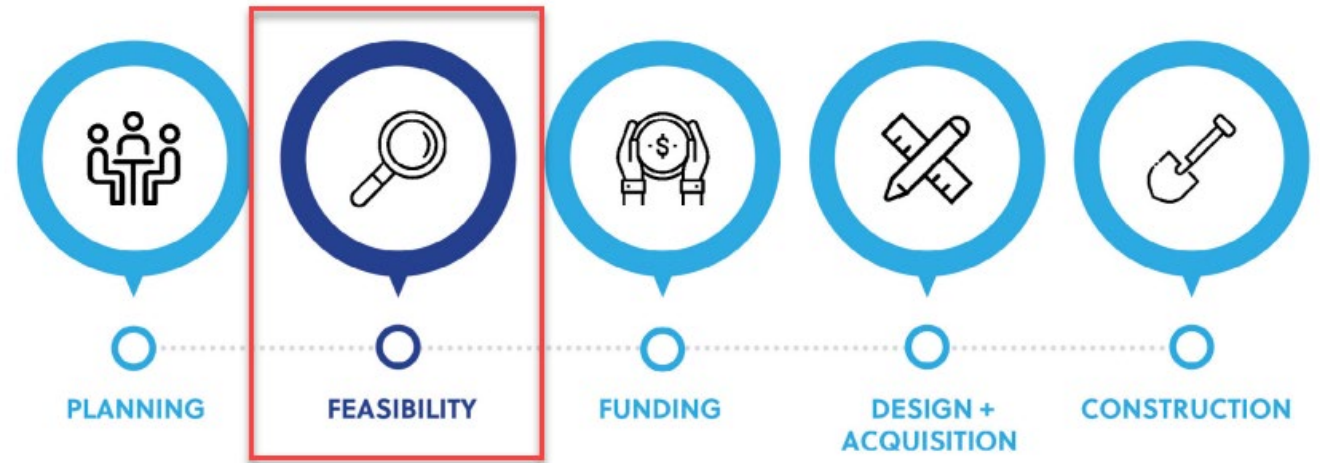 $
PLANNING
FEASIBILITY
FUNDING
DESIGN +
ACQUISITION
CONSTRUCTION